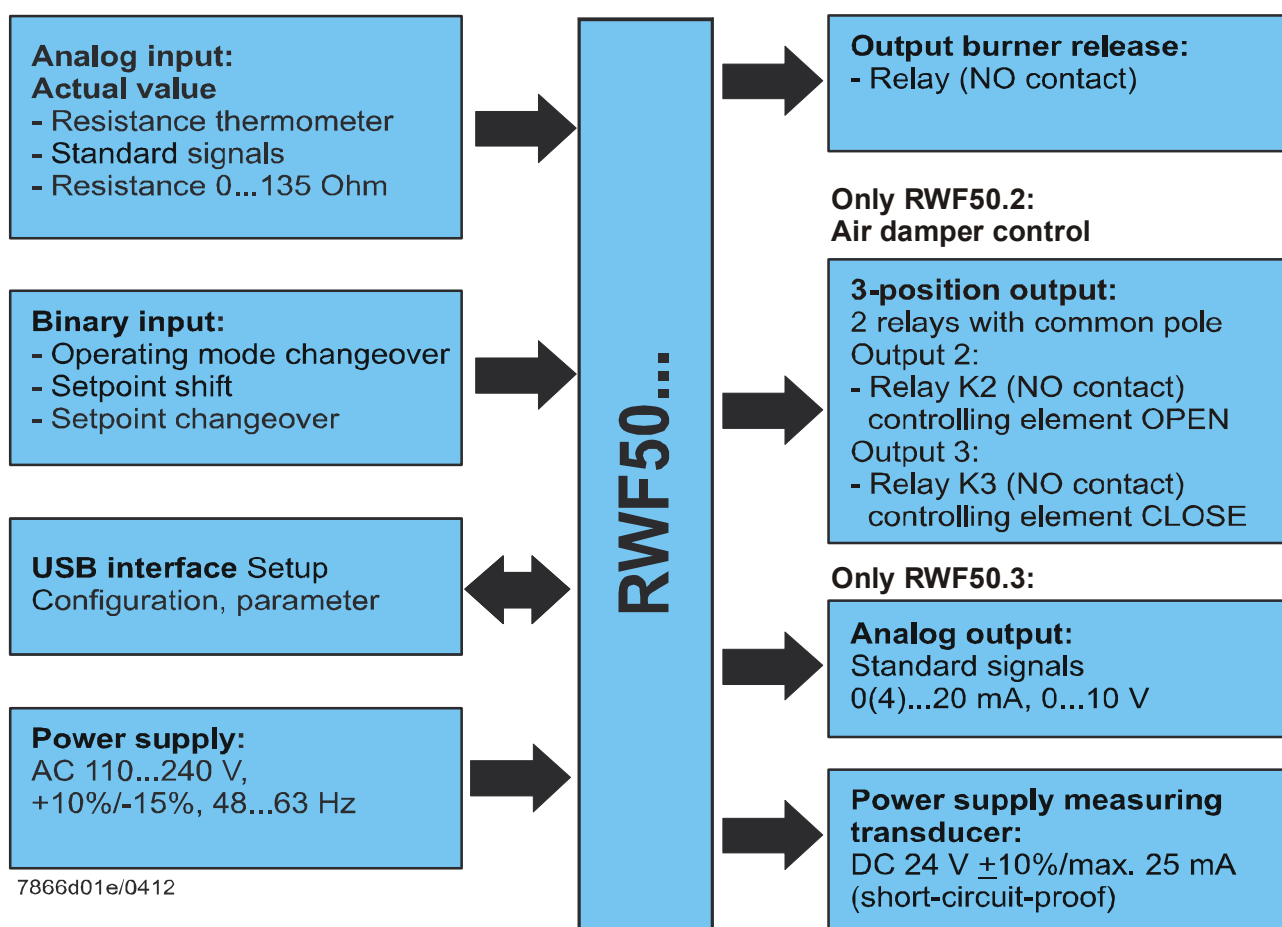 Analog input:
Actual value
- Resistance thermometer
- Standard signals
- Resistance 0...135 Ohm
Binary input:
- Operating mode changeover
- Setpoint shift
- Setpoint changeover
USB interface Setup
Configuration, parameter
Power supply:
AC 110...240 V,
+10%/-15%, 48...63 Hz
7866d01e/0412
RWF50...
Output burner release:
- Relay (NO contact)
Only RWF50.2:
Air damper control
3-position output:
2 relays with common pole
Output 2:
- Relay K2 (NO contact)
controlling element OPEN
Output 3:
- Relay K3 (NO contact)
controlling element CLOSE
Only RWF50.3:
Analog output:
Standard signals
0(4)...20 mA, 0...10 V
Power supply measuring
transducer:
DC 24 V ±10%/max. 25 mA
(short-circuit-proof)